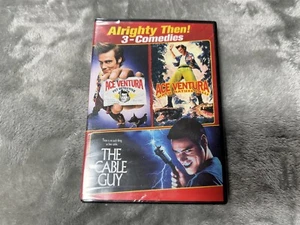 Alrighty Then!
3-Comedies
ACE VENTURA
ACE VENTURA
THE
CABLE
GUY